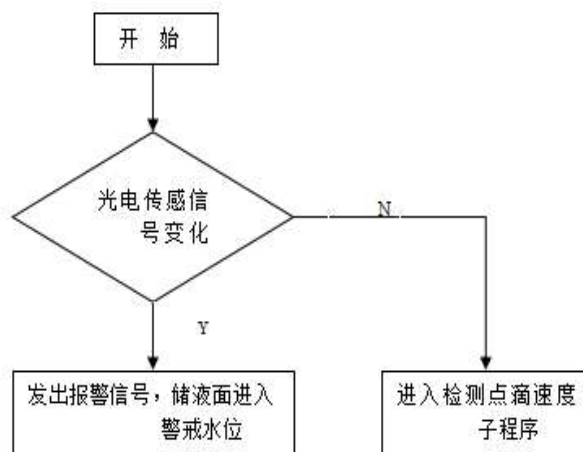 开 始
光电传感信
号变化
N
Y
发出报警信号，储液面进入
警戒水位
进入检测点滴速度
子程序